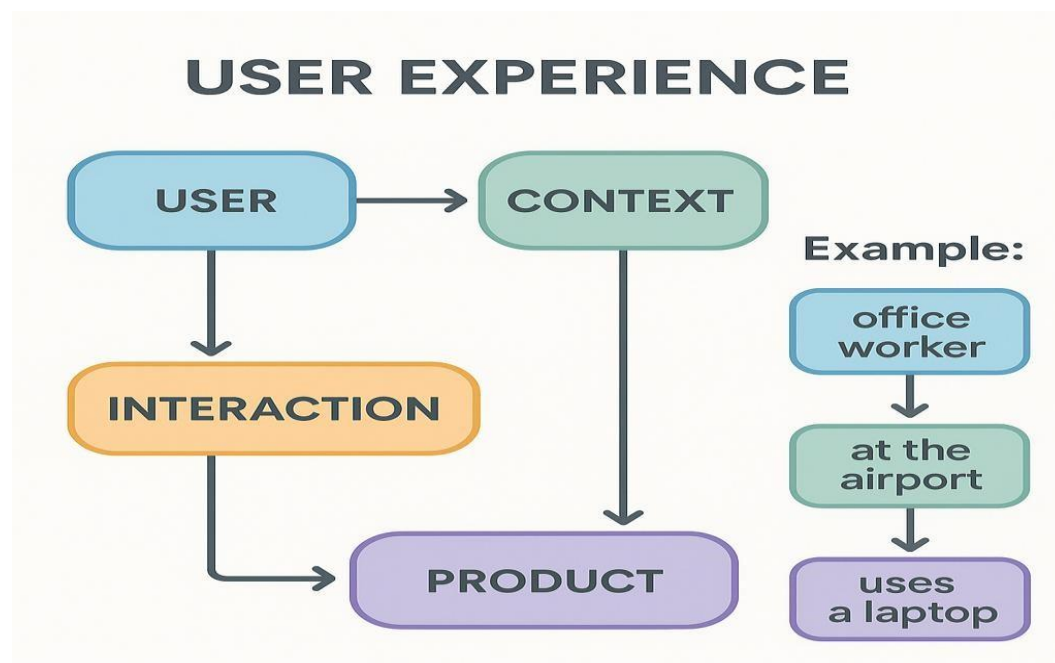 USER EXPERIENCE
USER
CONTEXT
INTERACTION
PRODUCT
Example:
office
worker
at the
airport
uses
a laptop